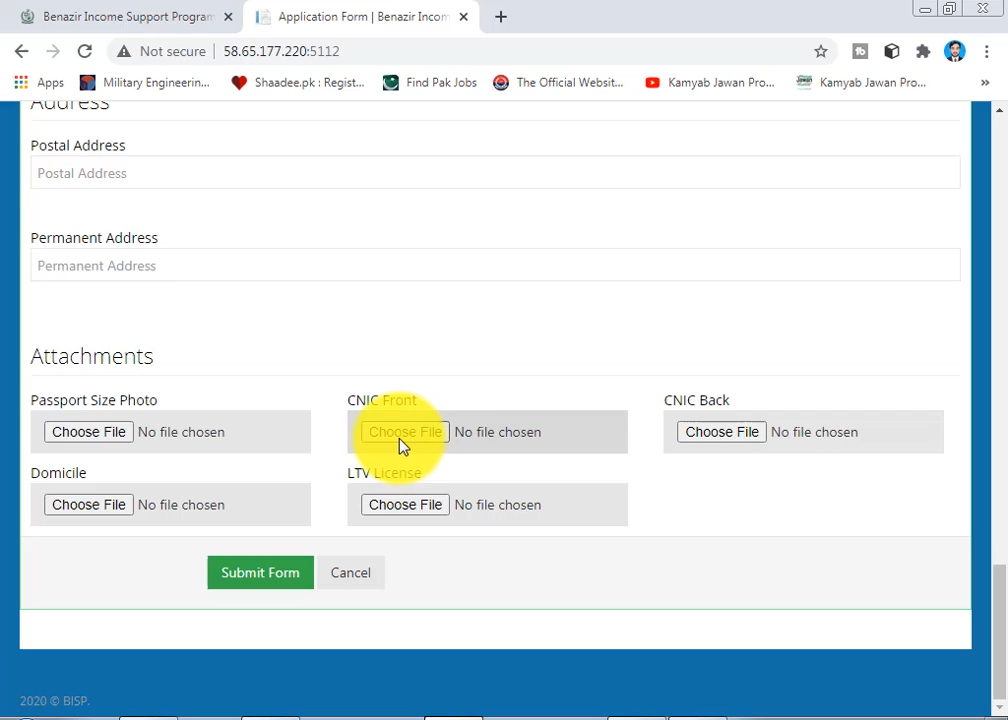 Benazir Income Support Program
Application Form | Benazir Incom
Not secure | 58.65.177.220:5112
Apps Military Engineering... Shaadee.pk : Regist... Find Pak Jobs The Official Websit... Kamyab Jawan Pro... Kamyab Jawan Pro... »
Address
Postal Address
Postal Address
Permanent Address
Permanent Address
Attachments
Passport Size Photo CNIC Front CNIC Back
Choose File No file chosen Choose File No file chosen Choose File No file chosen
Domicile LTV License
Choose File No file chosen Choose File No file chosen
Submit Form Cancel
2020 © BISP.